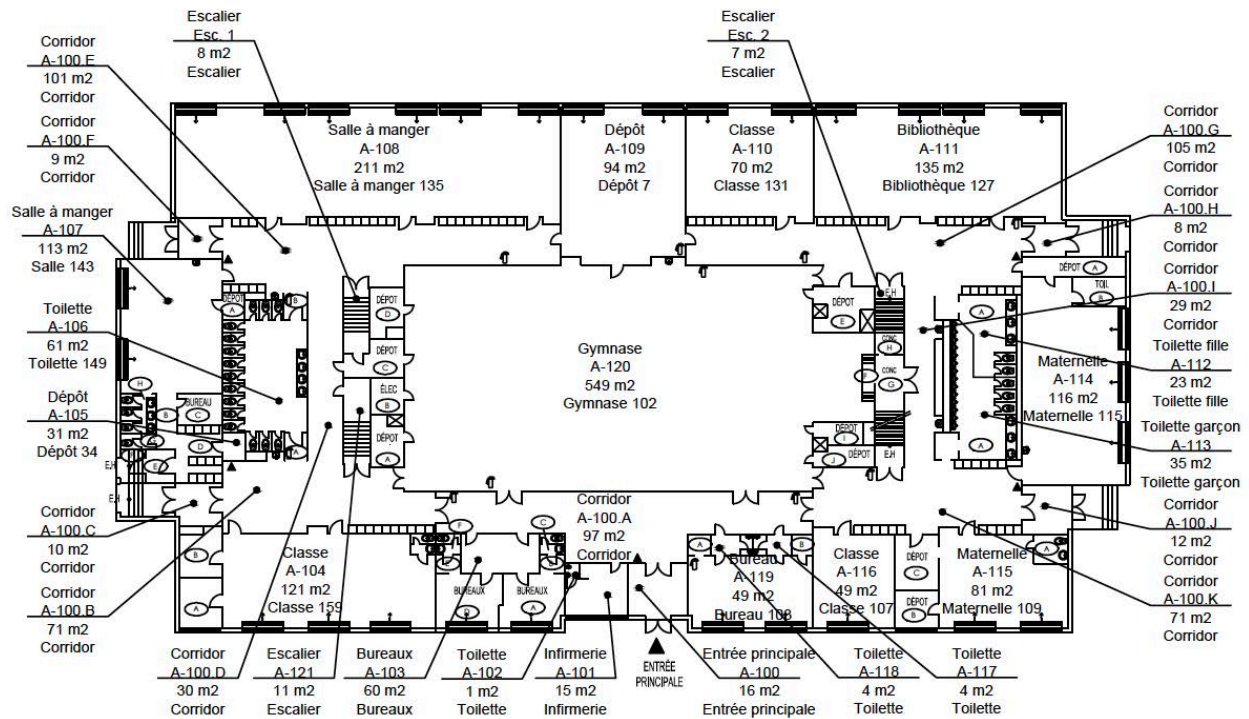 Escalier
Esc. 1
8 m2
Escalier
Escalier
Esc. 2
7 m2
Escalier
Corridor
A-100.E
101 m2
Corridor
Corridor
A-100.F
9 m2
Corridor
Salle à manger
A-107
113 m2
Salle 143
Toilette
A-106
61 m2
Toilette 149
Dépôt
A-105
31 m2
Dépôt 34
Corridor
A-100.C
10 m2
Corridor
Corridor
A-100.B
71 m2
Corridor
Salle à manger
A-108
211 m2
Salle à manger 135
Dépôt
A-109
94 m2
Dépôt 7
Classe
A-110
70 m2
Classe 131
Bibliothèque
A-111
135 m2
Bibliothèque 127
Corridor
A-100.G
105 m2
Corridor
Corridor
A-100.H
8 m2
Corridor
Corridor
A-100.I
29 m2
Corridor
Toilette fille
A-112
23 m2
Toilette fille
Toilette garçon
A-113
35 m2
Toilette garçon
Corridor
A-100.J
12 m2
Corridor
Corridor
A-100.K
71 m2
Corridor
DÉPÔT
A
B
DÉPÔT
D
DÉPÔT
C
ÉLEC
B
DÉPÔT
A
A
H
B
BUREAU
C
D
E
E.H
E.H
Gymnase
A-120
549 m2
Gymnase 102
DÉPÔT
E
E.H
CONC
H
CONC
G
F
DÉPÔT
I
J
DÉPÔT
E.H
A
A
DÉPÔT
A
TOIL
B
Maternelle
A-114
116 m2
Maternelle 115
B
A
Classe
A-104
121 m2
Classe 159
F
C
E
B
BUREAUX
D
BUREAUX
A
Corridor
A-100.A
97 m2
Corridor
A
B
Bureau
A-119
49 m2
Bureau 108
Classe
A-116
49 m2
Classe 107
DÉPÔT
C
DÉPÔT
B
Maternelle
A-115
81 m2
Maternelle 109
A
Corridor
A-100.D
30 m2
Corridor
Escalier
A-121
11 m2
Escalier
Bureaux
A-103
60 m2
Bureaux
Toilette
A-102
1 m2
Toilette
Infirmerie
A-101
15 m2
Infirmerie
ENTRÉE
PRINCIPALE
Entrée principale
A-100
16 m2
Entrée principale
Toilette
A-118
4 m2
Toilette
Toilette
A-117
4 m2
Toilette